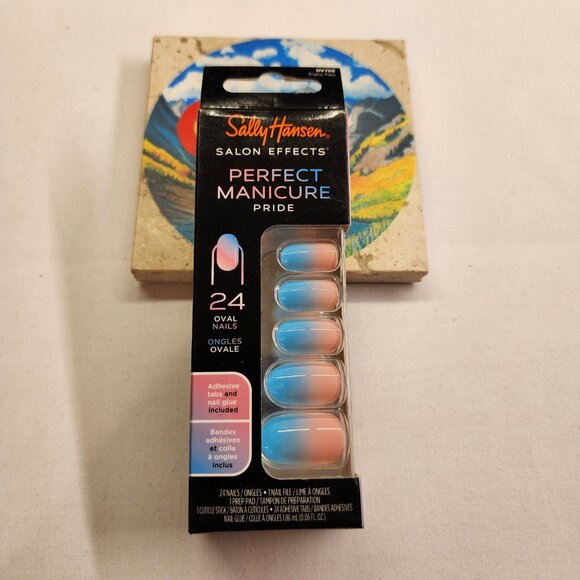 OV168
Trans-fixe
Sally Hansen
SALON EFFECTS®
PERFECT
MANICURE
PRIDE
24
OVAL
NAILS
ONGLES
OVALE
Adhesive
tabs and
nail glue
included
Bandes
adhésives
et colle
à ongles
inclus
24 NAILS / ONGLES • 1 NAIL FILE / LIME À ONGLES
1 PREP PAD / TAMPON DE PRÉPARATION
1 CUTICLE STICK / BÂTON À CUTICULES • 24 ADHESIVE TABS / BANDES ADHÉSIVES
NAIL GLUE / COLLE À ONGLES 1.86 mL (0.06 FL. OZ.)